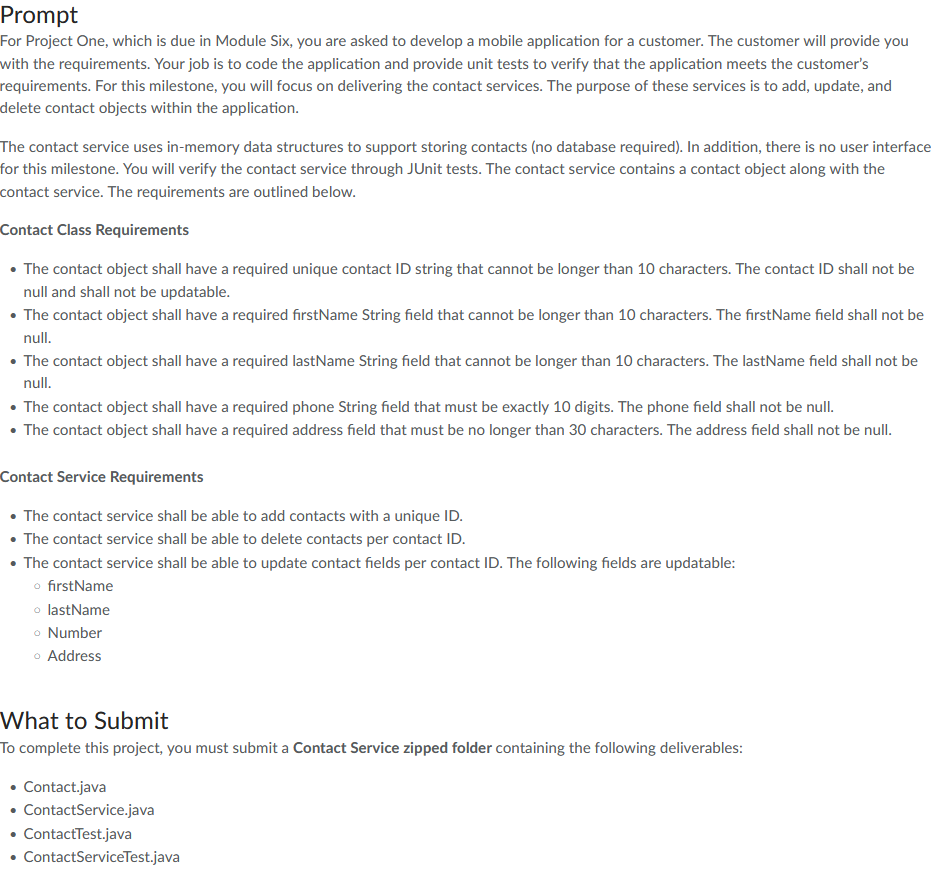 Prompt
For Project One, which is due in Module Six, you are asked to develop a mobile application for a customer. The customer will provide you
with the requirements. Your job is to code the application and provide unit tests to verify that the application meets the customer's
requirements. For this milestone, you will focus on delivering the contact services. The purpose of these services is to add, update, and
delete contact objects within the application.
The contact service uses in-memory data structures to support storing contacts (no database required). In addition, there is no user interface
for this milestone. You will verify the contact service through JUnit tests. The contact service contains a contact object along with the
contact service. The requirements are outlined below.
Contact Class Requirements
• The contact object shall have a required unique contact ID string that cannot be longer than 10 characters. The contact ID shall not be
null and shall not be updatable.
• The contact object shall have a required firstName String field that cannot be longer than 10 characters. The firstName field shall not be
null.
• The contact object shall have a required lastName String field that cannot be longer than 10 characters. The lastName field shall not be
null.
• The contact object shall have a required phone String field that must be exactly 10 digits. The phone field shall not be null.
• The contact object shall have a required address field that must be no longer than 30 characters. The address field shall not be null.
Contact Service Requirements
• The contact service shall be able to add contacts with a unique ID.
• The contact service shall be able to delete contacts per contact ID.
• The contact service shall be able to update contact fields per contact ID. The following fields are updatable:
○ firstName
○ lastName
○ Number
○ Address
What to Submit
To complete this project, you must submit a Contact Service zipped folder containing the following deliverables:
• Contact.java
• ContactService.java
• ContactTest.java
• ContactServiceTest.java